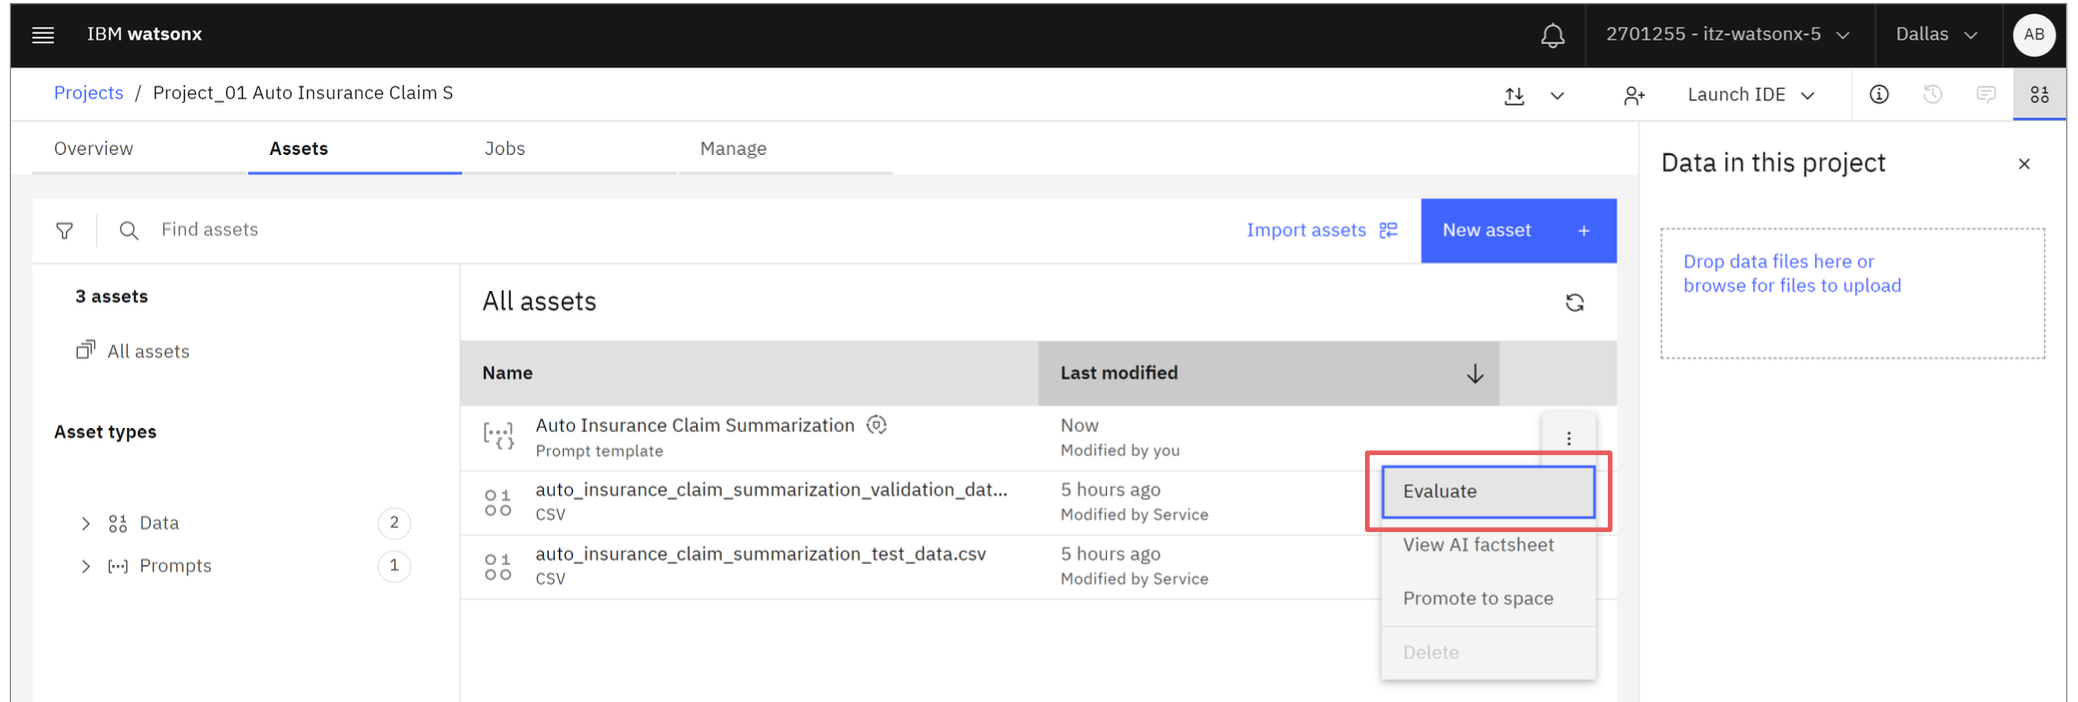 IBM watsonx
2701255 - itz-watsonx-5
Dallas
AB
Projects / Project_01 Auto Insurance Claim S
Launch IDE
Overview
Assets
Jobs
Manage
Data in this project
Find assets
Import assets
New asset +
Drop data files here or
browse for files to upload
3 assets
All assets
Asset types
Data 2
Prompts 1
All assets
Name
Last modified
Auto Insurance Claim Summarization
Prompt template
Now
Modified by you
auto_insurance_claim_summarization_validation_dat...
CSV
5 hours ago
Modified by Service
auto_insurance_claim_summarization_test_data.csv
CSV
5 hours ago
Modified by Service
Evaluate
View AI factsheet
Promote to space
Delete